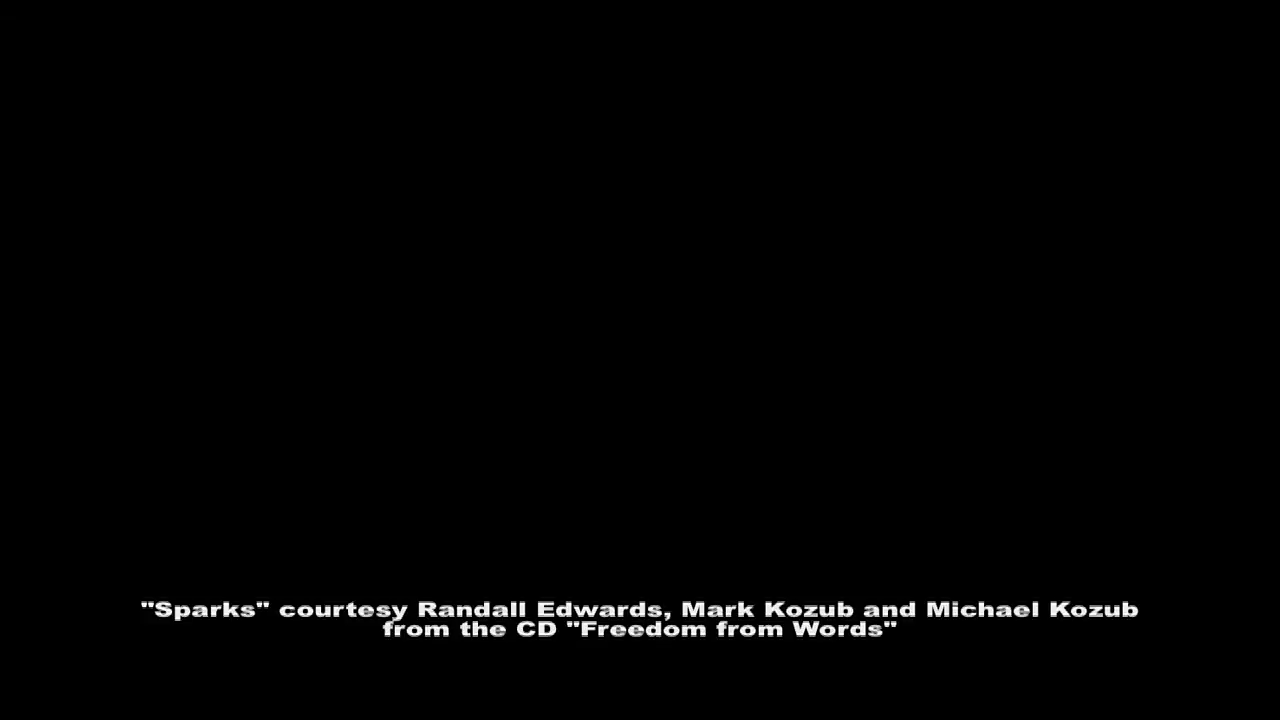 "Sparks" courtesy Randall Edwards, Mark Kozub and Michael Kozub
from the CD "Freedom from Words"